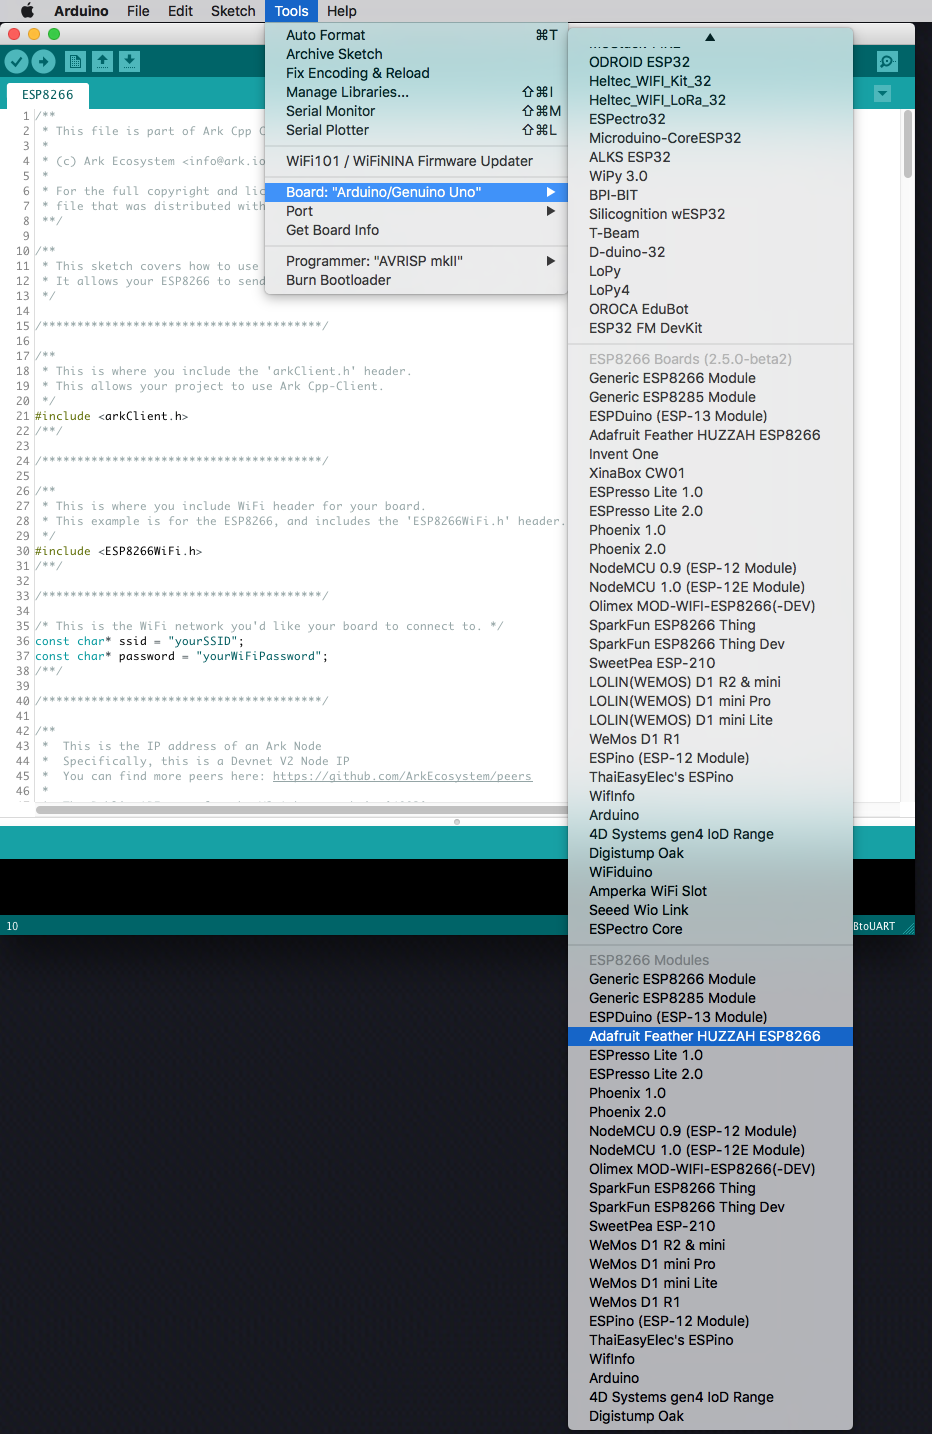 Arduino File Edit Sketch Tools Help
Auto Format ⌘T
Archive Sketch
Fix Encoding & Reload
Manage Libraries... ⇧⌘I
Serial Monitor ⇧⌘M
Serial Plotter ⇧⌘L
WiFi101 / WiFiNINA Firmware Updater
Board: "Arduino/Genuino Uno"
Port
Get Board Info
Programmer: "AVRISP mkII"
Burn Bootloader
ESP8266
1 /**
2 * This file is part of Ark Cpp
3 *
4 * (c) Ark Ecosystem <info@ark.io
5 *
6 * For the full copyright and lic
7 * file that was distributed with
8 **/
9
10 /**
11 * This sketch covers how to use
12 * It allows your ESP8266 to send
13 */
14
15 /****************************************/
16
17 /**
18 * This is where you include the 'arkClient.h' header.
19 * This allows your project to use Ark Cpp-Client.
20 */
21 #include <arkClient.h>
22 /**/
23
24 /****************************************/
25
26 /**
27 * This is where you include WiFi header for your board.
28 * This example is for the ESP8266, and includes the 'ESP8266WiFi.h' header.
29 */
30 #include <ESP8266WiFi.h>
31 /**/
32
33 /****************************************/
34
35 /* This is the WiFi network you'd like your board to connect to. */
36 const char* ssid = "yourSSID";
37 const char* password = "yourWiFiPassword";
38 /**/
39
40 /****************************************/
41
42 /**
43 * This is the IP address of an Ark Node
44 * Specifically, this is a Devnet V2 Node IP
45 * You can find more peers here: https://github.com/ArkEcosystem/peers
46 *
10
BtoUART
ODROID ESP32
Heltec_WIFI_Kit_32
Heltec_WIFI_LoRa_32
ESPectro32
Microduino-CoreESP32
ALKS ESP32
WiPy 3.0
BPI-BIT
Silicognition wESP32
T-Beam
D-duino-32
LoPy
LoPy4
OROCA EduBot
ESP32 FM DevKit
ESP8266 Boards (2.5.0-beta2)
Generic ESP8266 Module
Generic ESP8285 Module
ESPDuino (ESP-13 Module)
Adafruit Feather HUZZAH ESP8266
Invent One
XinaBox CW01
ESPresso Lite 1.0
ESPresso Lite 2.0
Phoenix 1.0
Phoenix 2.0
NodeMCU 0.9 (ESP-12 Module)
NodeMCU 1.0 (ESP-12E Module)
Olimex MOD-WIFI-ESP8266(-DEV)
SparkFun ESP8266 Thing
SparkFun ESP8266 Thing Dev
SweetPea ESP-210
LOLIN(WEMOS) D1 R2 & mini
LOLIN(WEMOS) D1 mini Pro
LOLIN(WEMOS) D1 mini Lite
WeMos D1 R1
ESPino (ESP-12 Module)
ThaiEasyElec's ESPino
WifInfo
Arduino
4D Systems gen4 IoD Range
Digistump Oak
WiFiduino
Amperka WiFi Slot
Seeed Wio Link
ESPectro Core
ESP8266 Modules
Generic ESP8266 Module
Generic ESP8285 Module
ESPDuino (ESP-13 Module)
Adafruit Feather HUZZAH ESP8266
ESPresso Lite 1.0
ESPresso Lite 2.0
Phoenix 1.0
Phoenix 2.0
NodeMCU 0.9 (ESP-12 Module)
NodeMCU 1.0 (ESP-12E Module)
Olimex MOD-WIFI-ESP8266(-DEV)
SparkFun ESP8266 Thing
SparkFun ESP8266 Thing Dev
SweetPea ESP-210
WeMos D1 R2 & mini
WeMos D1 mini Pro
WeMos D1 mini Lite
WeMos D1 R1
ESPino (ESP-12 Module)
ThaiEasyElec's ESPino
WifInfo
Arduino
4D Systems gen4 IoD Range
Digistump Oak